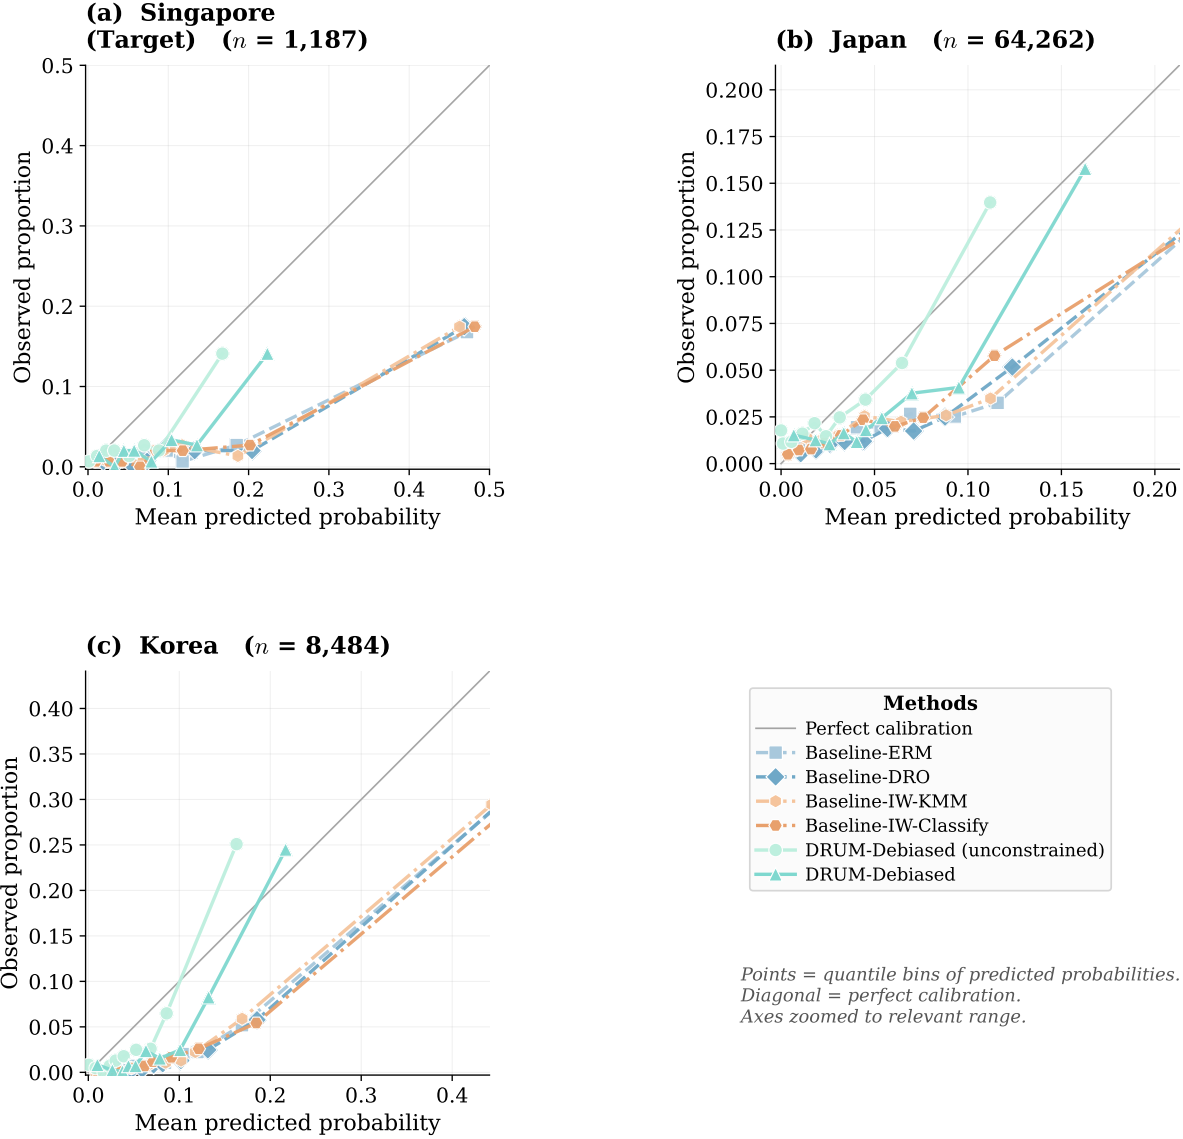 (a)  Singapore
(Target)   (n = 1,187)
0.5
0.4
0.3
0.2
0.1
0.0
0.0 0.1 0.2 0.3 0.4 0.5
Observed proportion
Mean predicted probability
(b)  Japan   (n = 64,262)
0.200
0.175
0.150
0.125
0.100
0.075
0.050
0.025
0.000
0.00 0.05 0.10 0.15 0.20
Observed proportion
Mean predicted probability
(c)  Korea   (n = 8,484)
0.40
0.35
0.30
0.25
0.20
0.15
0.10
0.05
0.00
0.0 0.1 0.2 0.3 0.4
Observed proportion
Mean predicted probability
Methods
Perfect calibration
Baseline-ERM
Baseline-DRO
Baseline-IW-KMM
Baseline-IW-Classify
DRUM-Debiased (unconstrained)
DRUM-Debiased
Points = quantile bins of predicted probabilities.
Diagonal = perfect calibration.
Axes zoomed to relevant range.